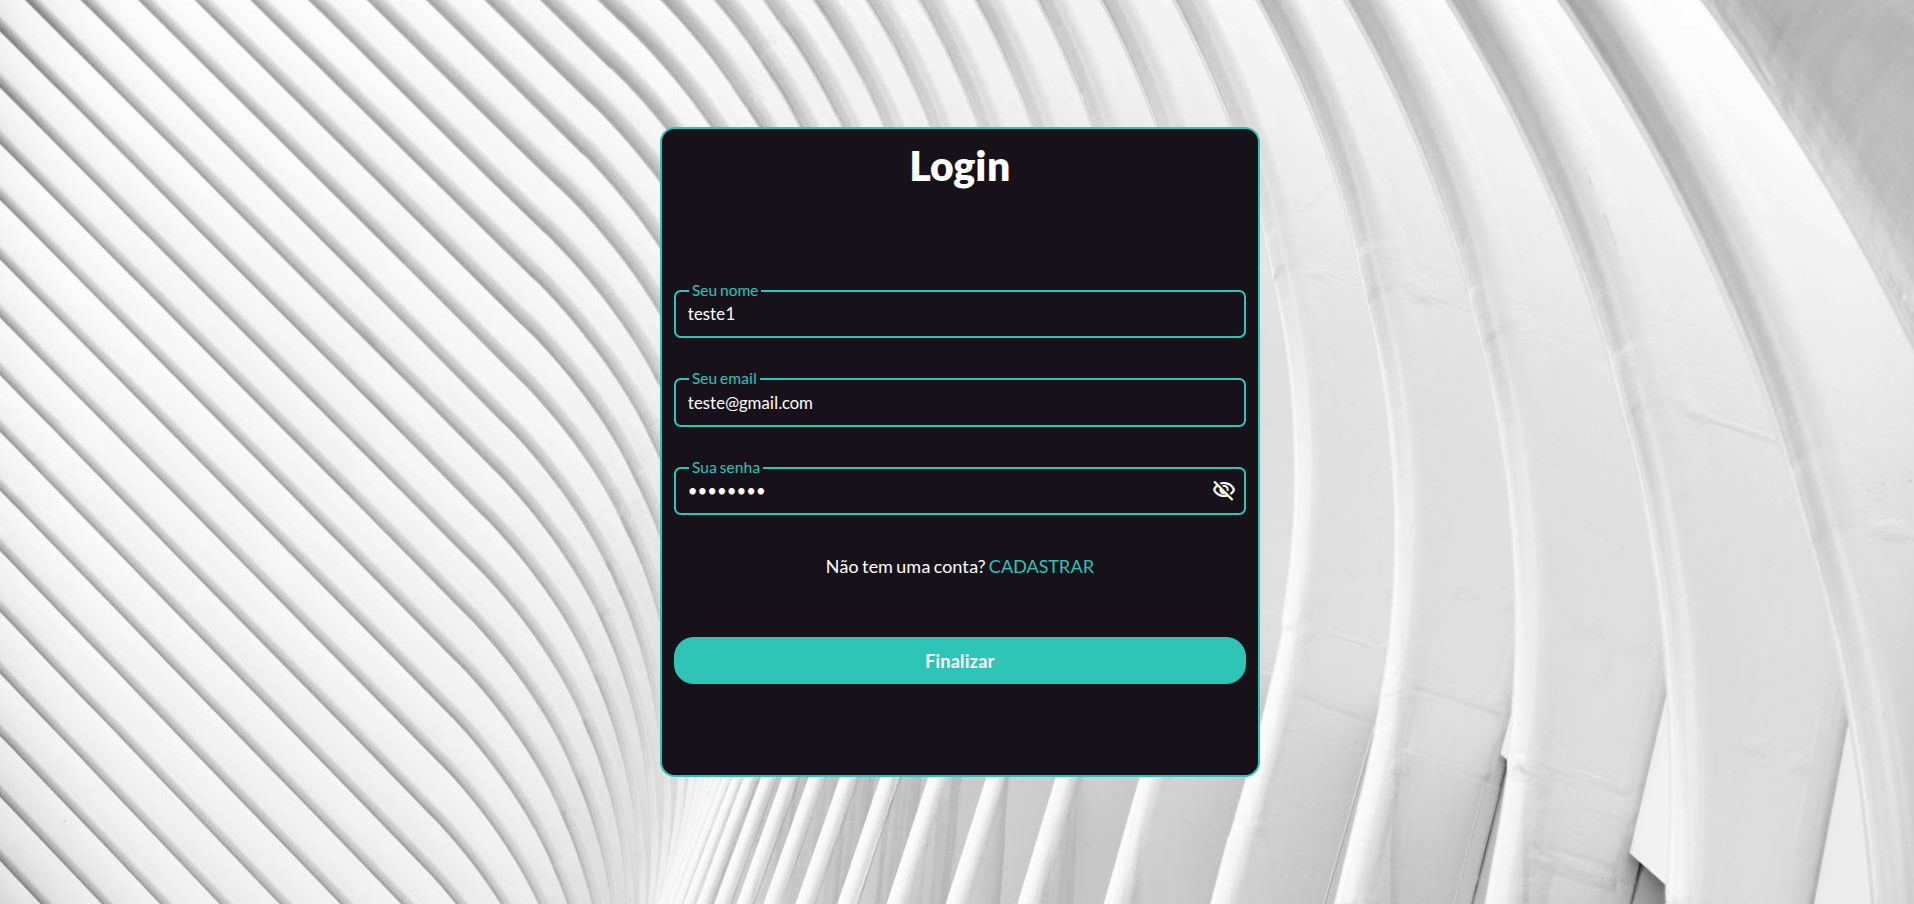 Login
Seu nome
teste1
Seu email
teste@gmail.com
Sua senha
••••••••
Não tem uma conta? CADASTRAR
Finalizar